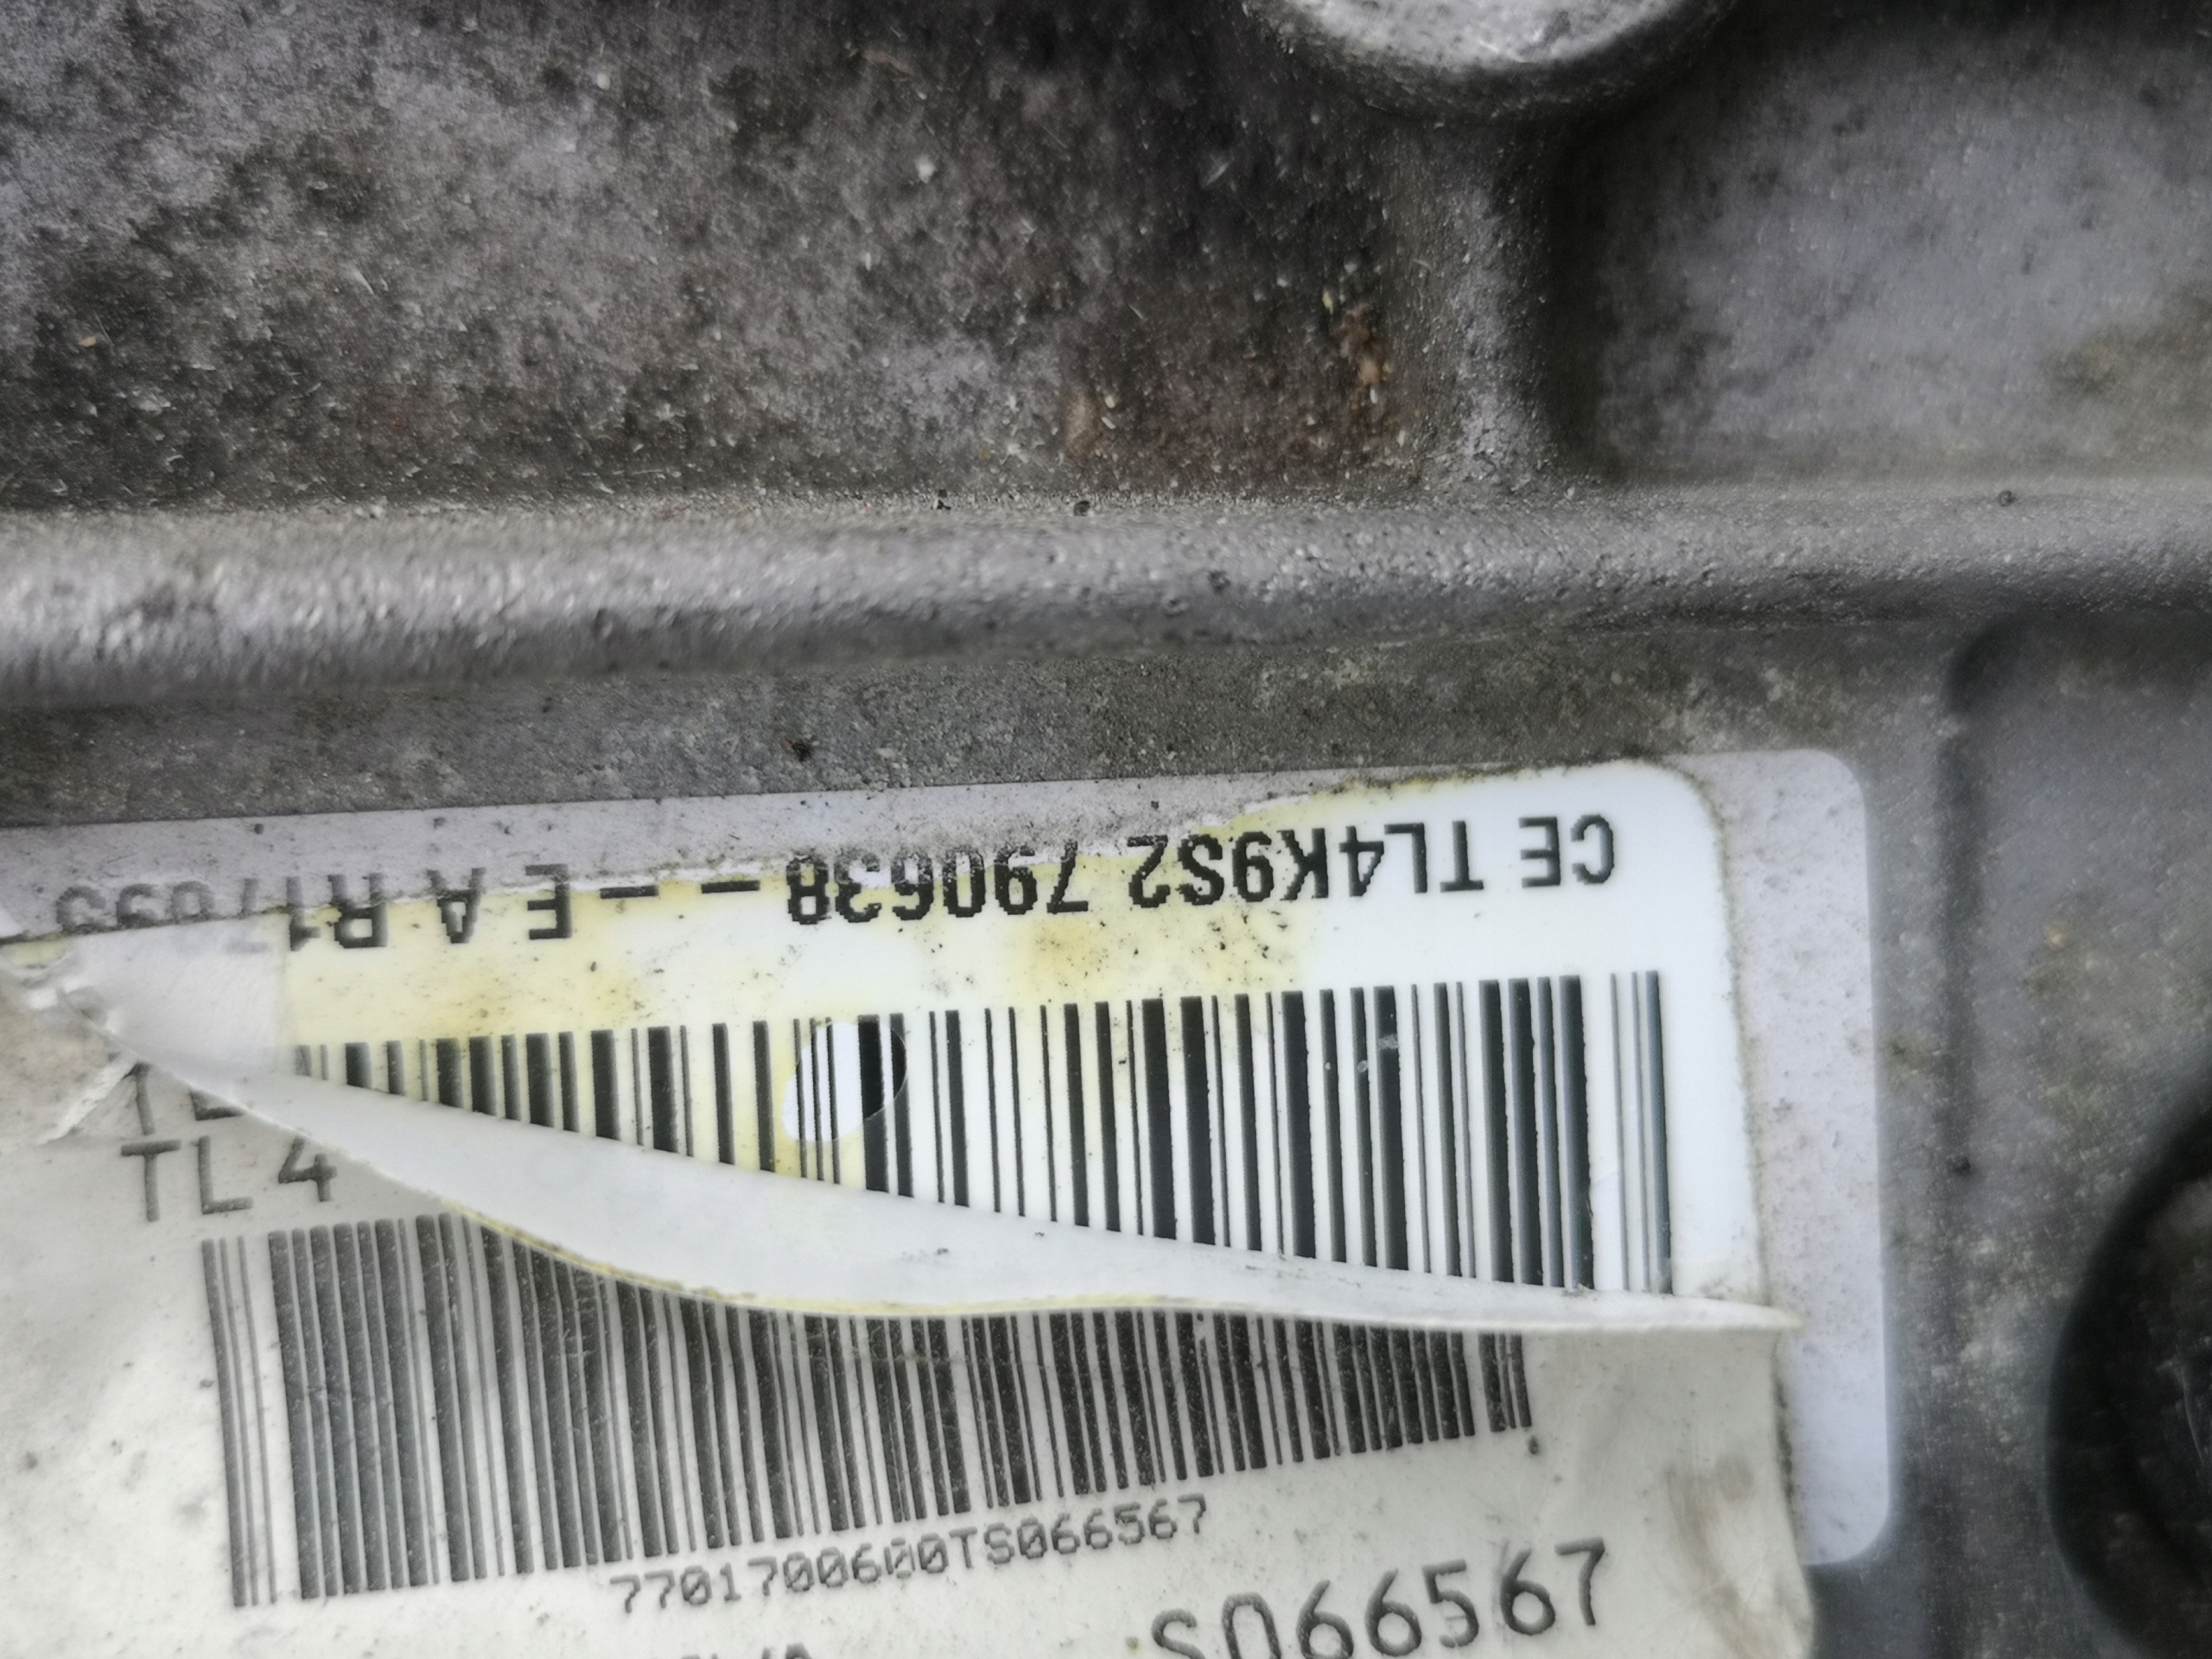 CE TL4K9S2 790638 --- E A
TL4
7701700600TS066567
S066567